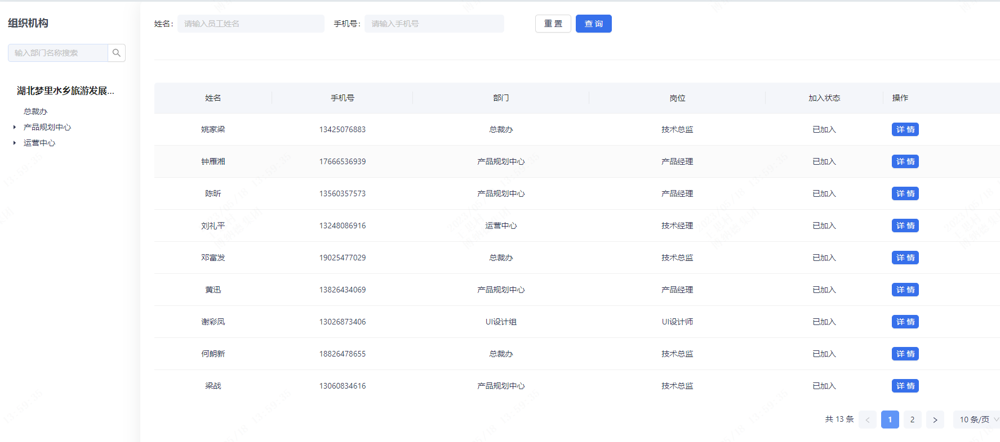 组织机构
姓名: 请输入员工姓名 手机号: 请输入手机号 重 置 查 询
输入部门名称搜索
湖北梦里水乡旅游发展...
总裁办
产品规划中心
运营中心
姓名 手机号 部门 岗位 加入状态 操作
姚家梁 13425076883 总裁办 技术总监 已加入 详 情
钟雁湘 17666536939 产品规划中心 产品经理 已加入 详 情
陈昕 13560357573 产品规划中心 产品经理 已加入 详 情
刘礼平 13248086916 运营中心 技术经理 已加入 详 情
邓富发 19025477029 总裁办 技术总监 已加入 详 情
黄迅 13826434069 产品规划中心 产品经理 已加入 详 情
谢彩凤 13026873406 UI设计组 UI设计师 已加入 详 情
何朗新 18826478655 总裁办 技术总监 已加入 详 情
梁战 13060834616 产品规划中心 技术总监 已加入 详 情
共 13 条 < 1 2 > 10 条/页
2023/05/18 13:59:35